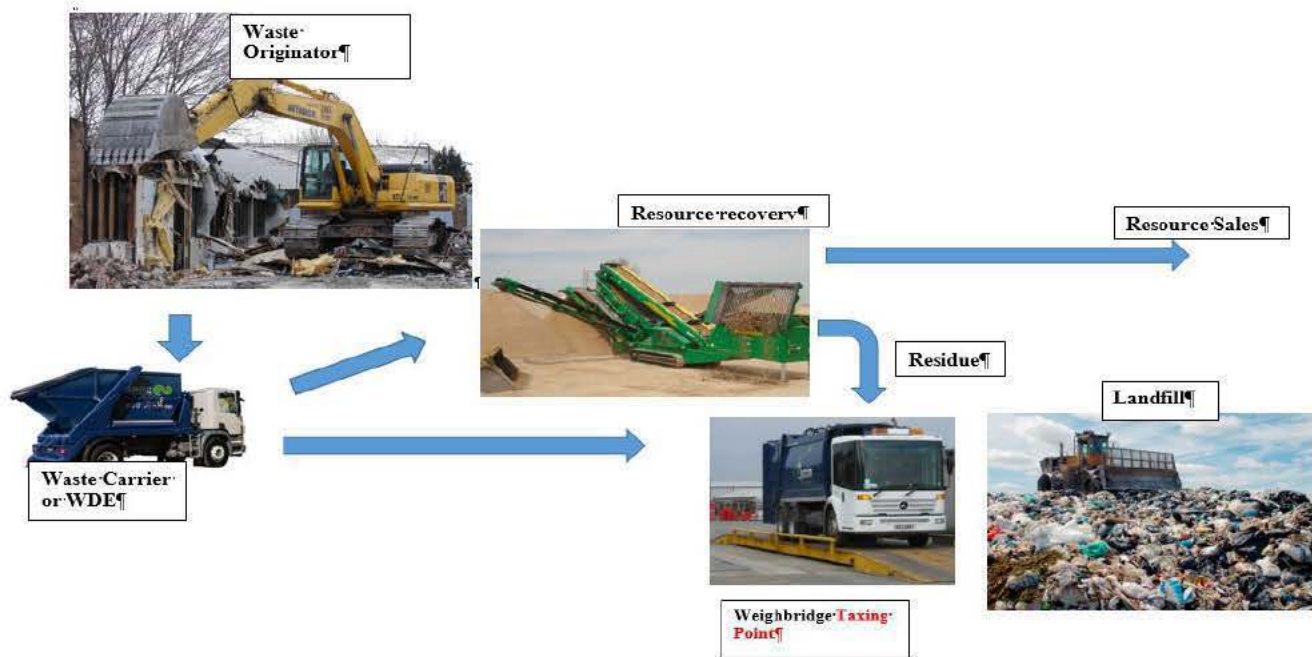 Waste·
Originator¶
Resource·recovery¶
Resource·Sales¶
¶
Residue¶
Landfill¶
Waste·Carrier·
or·WDE¶
Weighbridge·Taxing·
Point¶